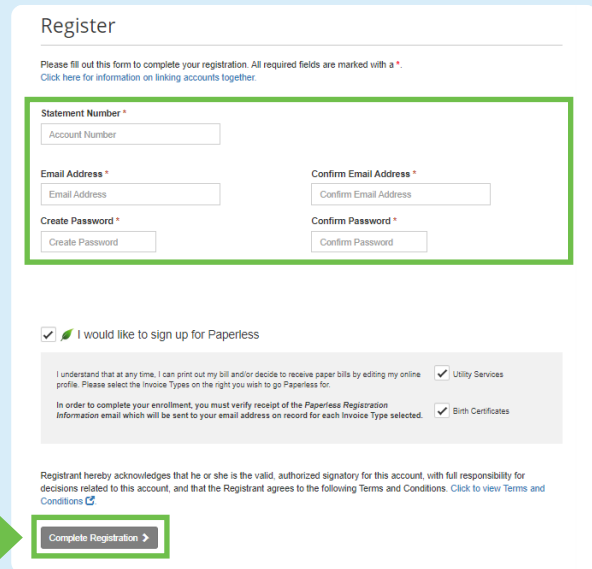 Register
Please fill out this form to complete your registration. All required fields are marked with a *.
Click here for information on linking accounts together.
Statement Number *
Account Number
Email Address * Confirm Email Address *
Email Address Confirm Email Address
Create Password * Confirm Password *
Create Password Confirm Password
I would like to sign up for Paperless
I understand that at any time, I can print out my bill and/or decide to receive paper bills by editing my online
profile. Please select the Invoice Types on the right you wish to go Paperless for.
Utility Services
In order to complete your enrollment, you must verify receipt of the Paperless Registration
Information email which will be sent to your email address on record for each Invoice Type selected.
Birth Certificates
Registrant hereby acknowledges that he or she is the valid, authorized signatory for this account, with full responsibility for
decisions related to this account, and that the Registrant agrees to the following Terms and Conditions. Click to view Terms and
Conditions
Complete Registration